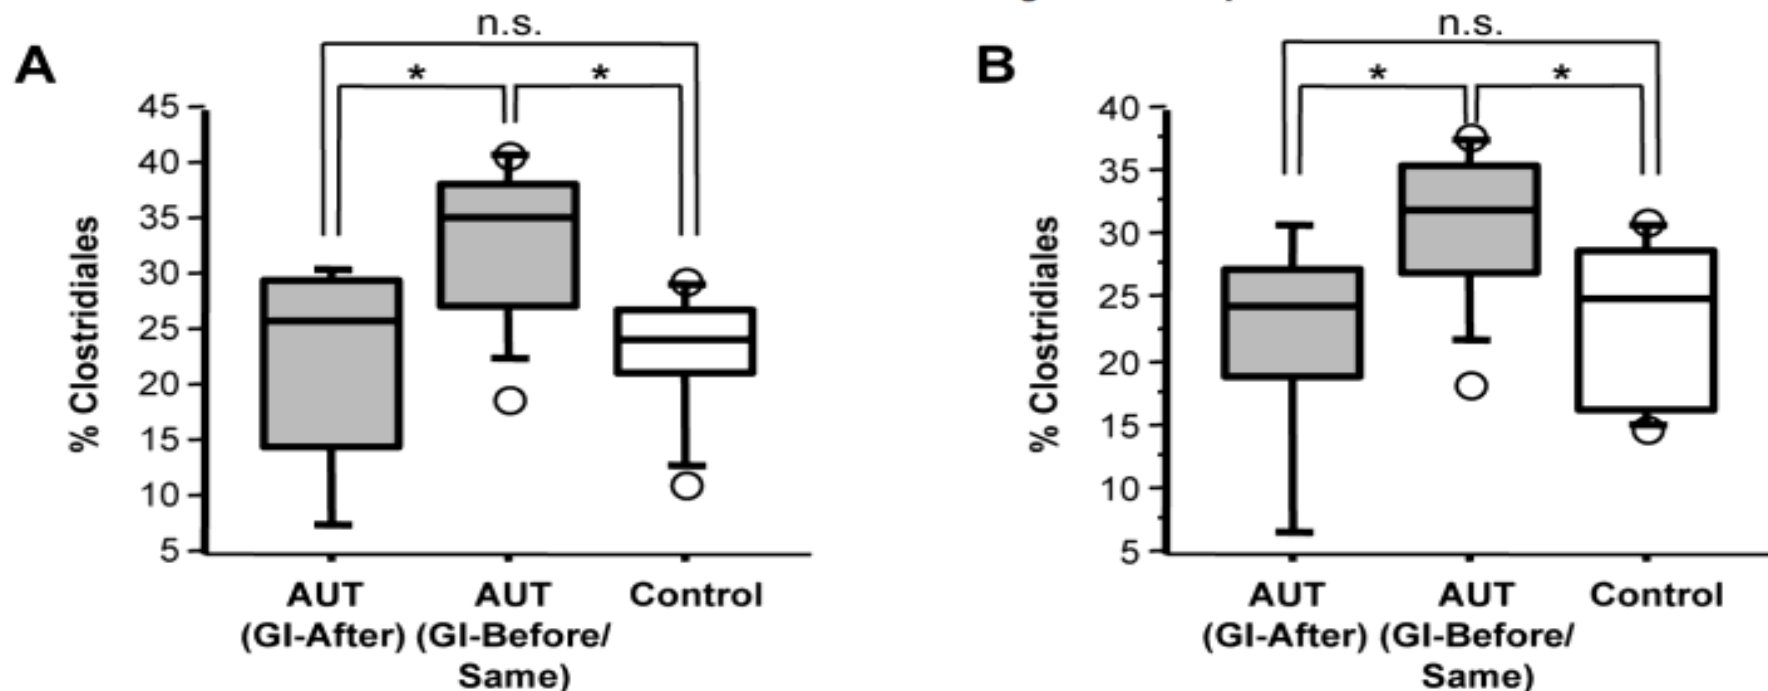 A
n.s.
* *
% Clostridiales
45
40
35
30
25
20
15
10
5
AUT AUT Control
(GI-After) (GI-Before/
Same)
B
n.s.
* *
% Clostridiales
40
35
30
25
20
15
10
5
AUT AUT Control
(GI-After) (GI-Before/
Same)